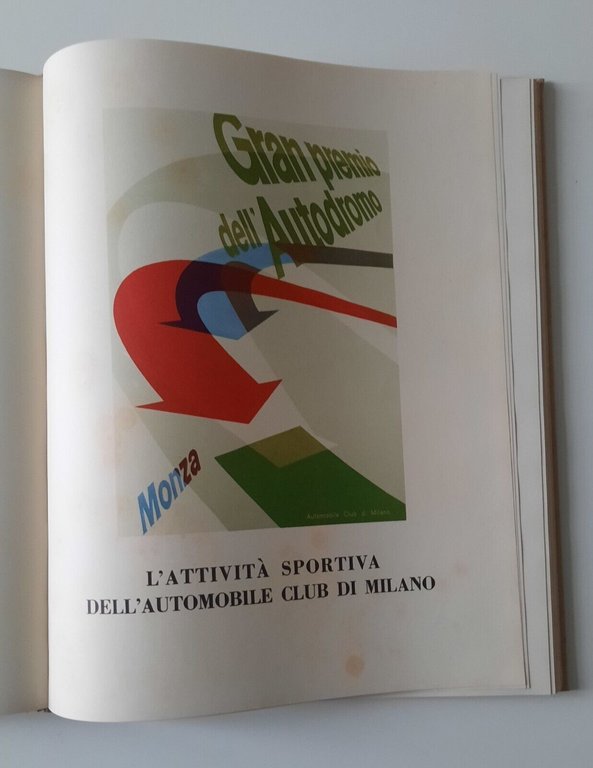 Gran premio
dell'Autodromo
Monza
Automobile Club di Milano
L'ATTIVITÀ SPORTIVA
DELL'AUTOMOBILE CLUB DI MILANO